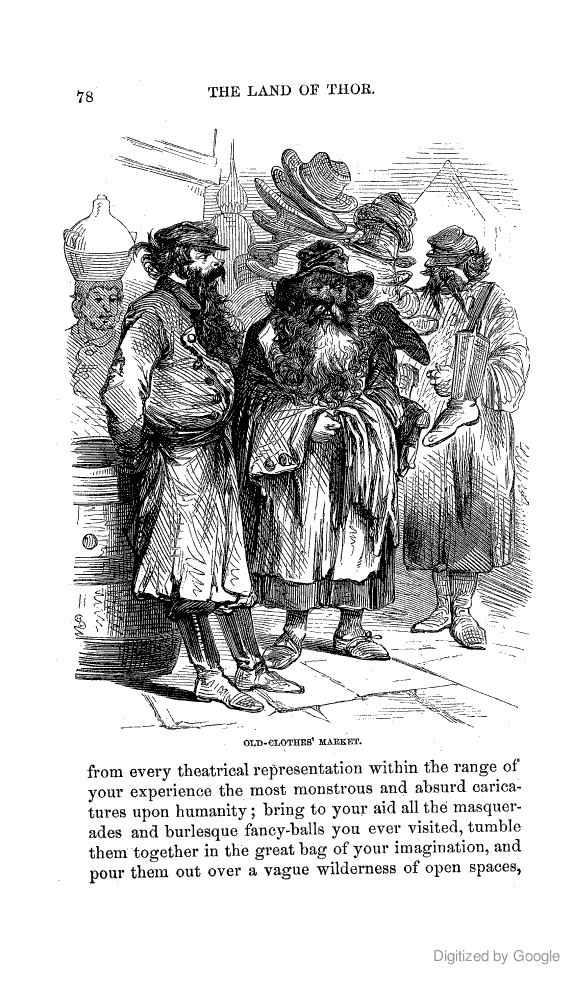 78
THE LAND OF THOR.
OLD-CLOTHES' MARKET.
from every theatrical representation within the range of
your experience the most monstrous and absurd carica-
tures upon humanity; bring to your aid all the masquer-
ades and burlesque fancy-balls you ever visited, tumble
them together in the great bag of your imagination, and
pour them out over a vague wilderness of open spaces,
Digitized by Google